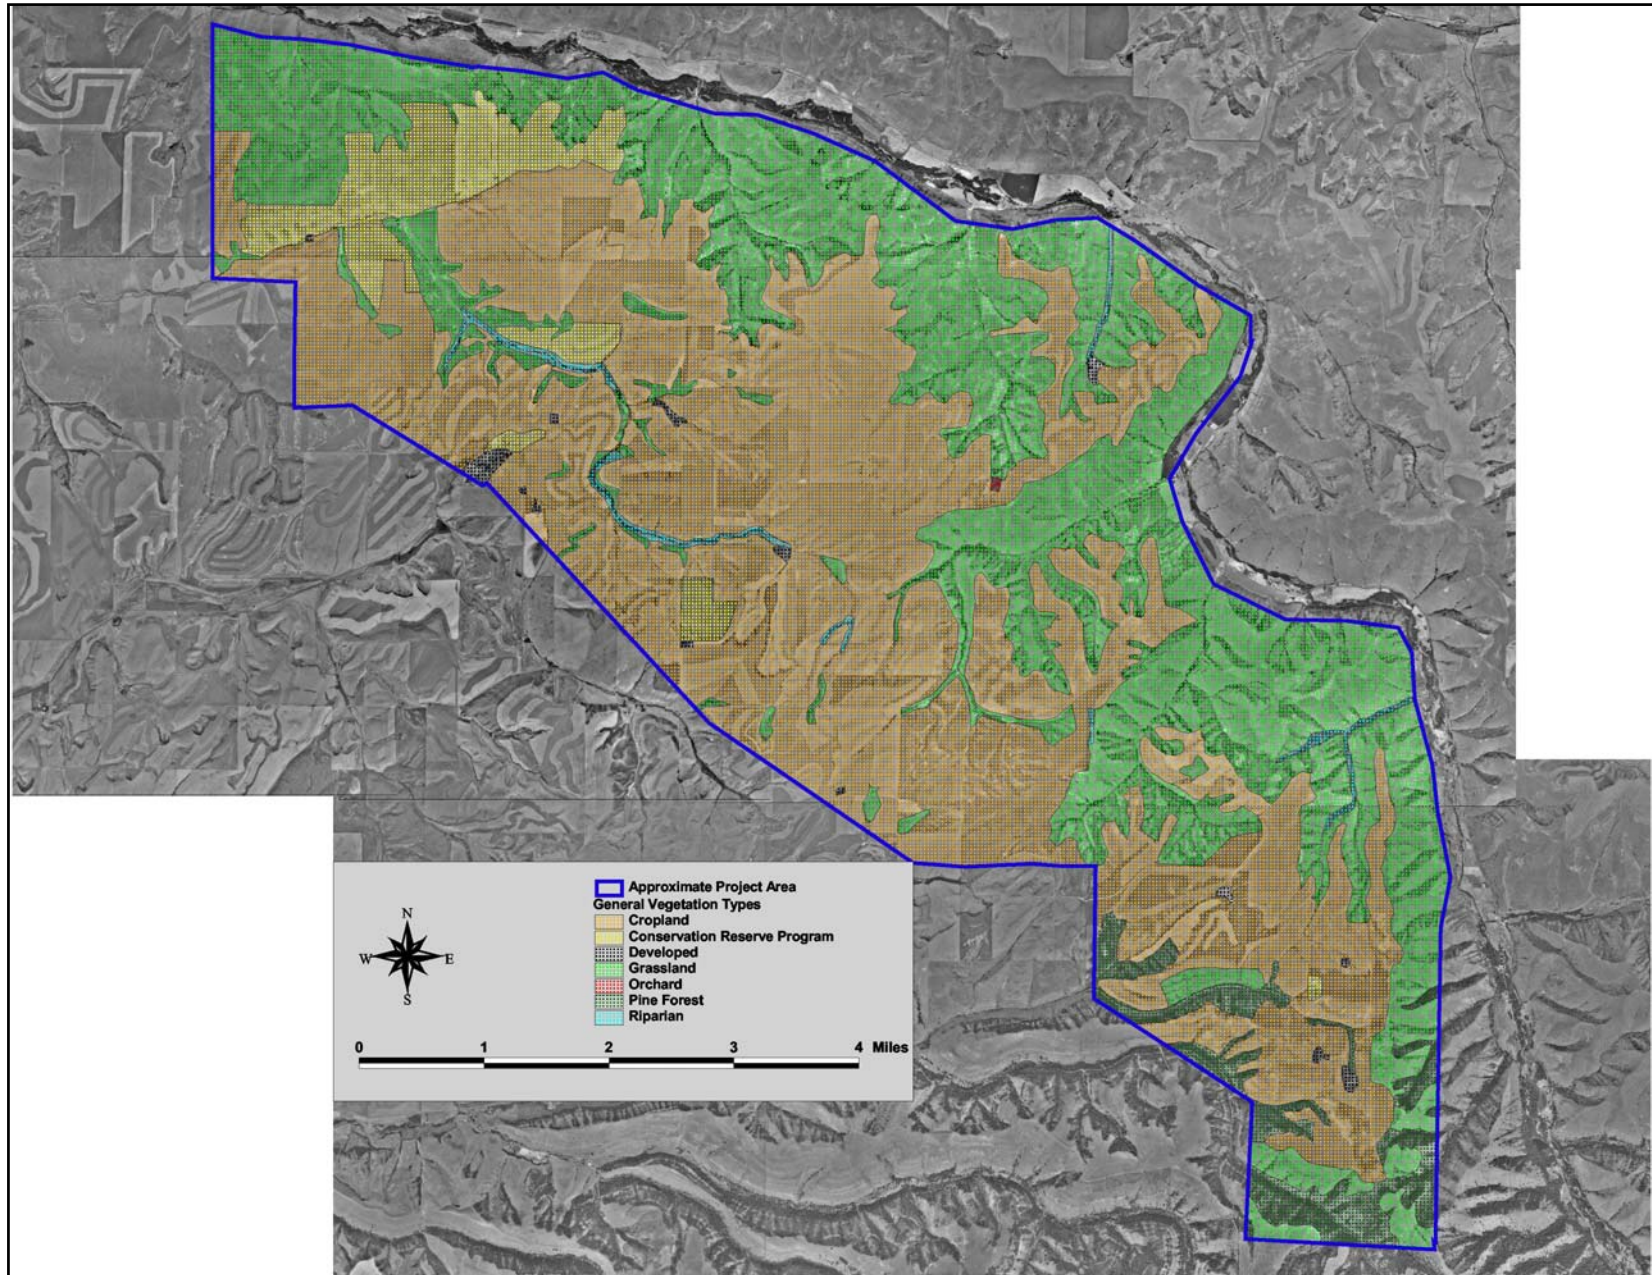 Approximate Project Area
General Vegetation Types
Cropland
Conservation Reserve Program
Developed
Grassland
Orchard
Pine Forest
Riparian
N
W E
S
0 1 2 3 4 Miles